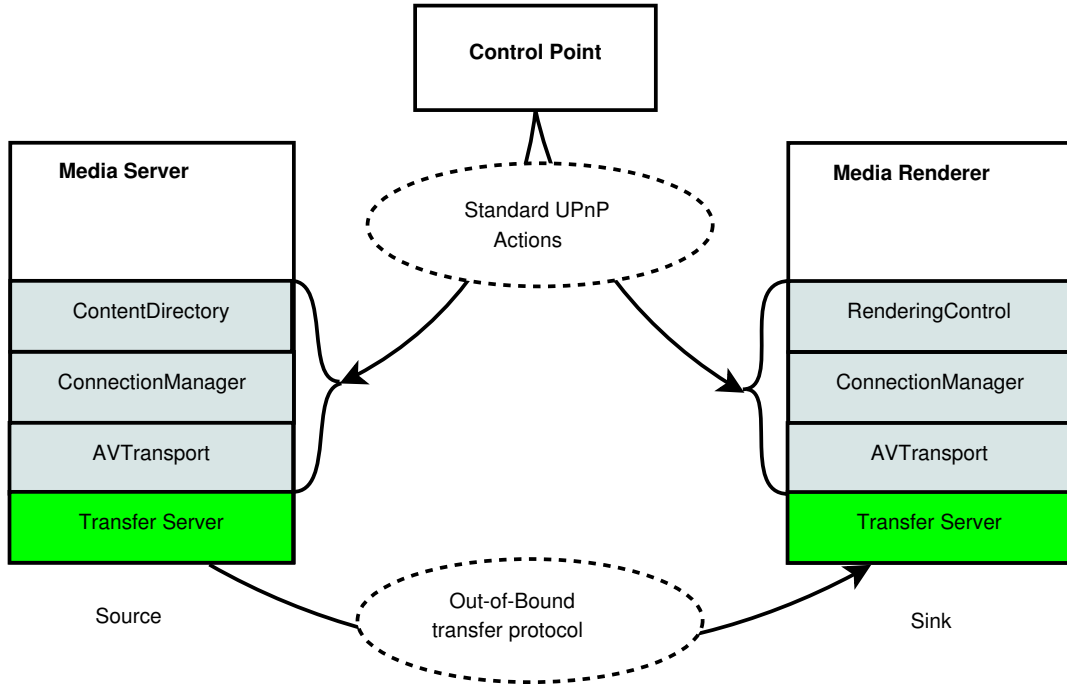 Control Point
Media Server
Media Renderer
Standard UPnP
Actions
ContentDirectory
ConnectionManager
AVTransport
Transfer Server
RenderingControl
ConnectionManager
AVTransport
Transfer Server
Out-of-Bound
transfer protocol
Source
Sink